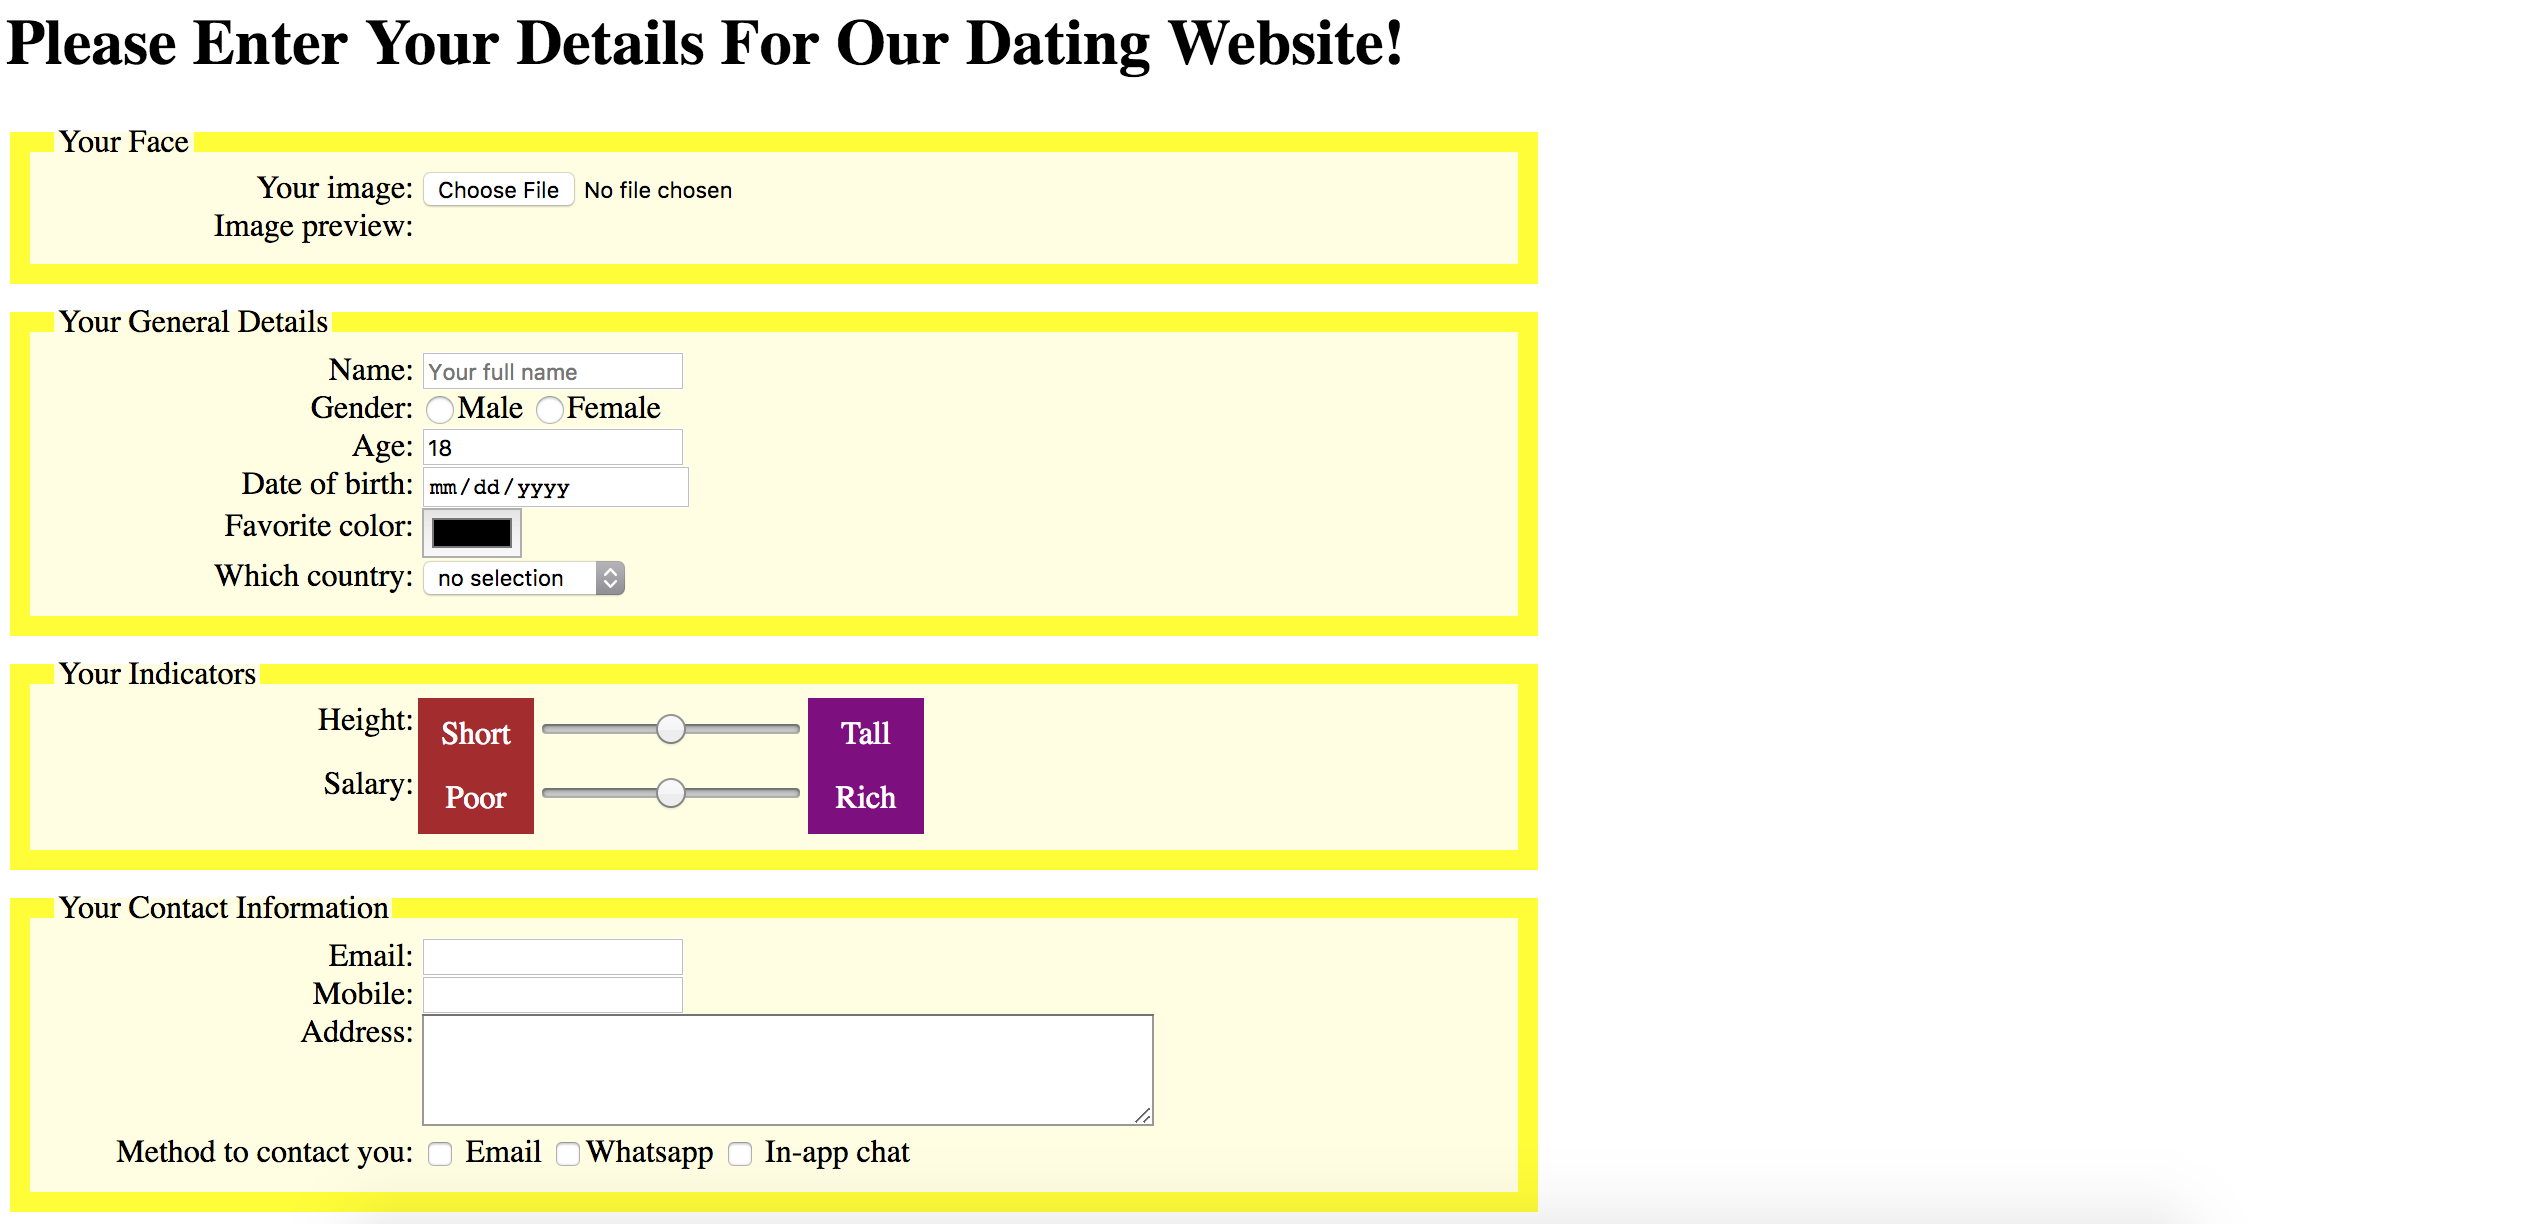 Please Enter Your Details For Our Dating Website!
Your Face
Your image: Choose File No file chosen
Image preview:
Your General Details
Name: Your full name
Gender: Male Female
Age: 18
Date of birth: mm/dd/yyyy
Favorite color:
Which country: no selection
Your Indicators
Height: Short Tall
Salary: Poor Rich
Your Contact Information
Email:
Mobile:
Address:
Method to contact you: Email Whatsapp In-app chat